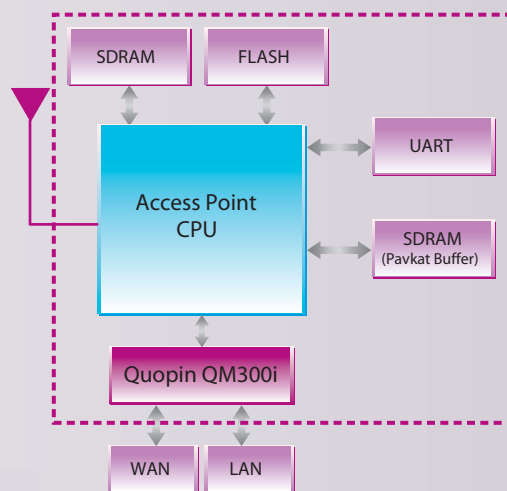 SDRAM
FLASH
Access Point
CPU
UART
SDRAM
(Pavkat Buffer)
Quopin QM300i
WAN
LAN